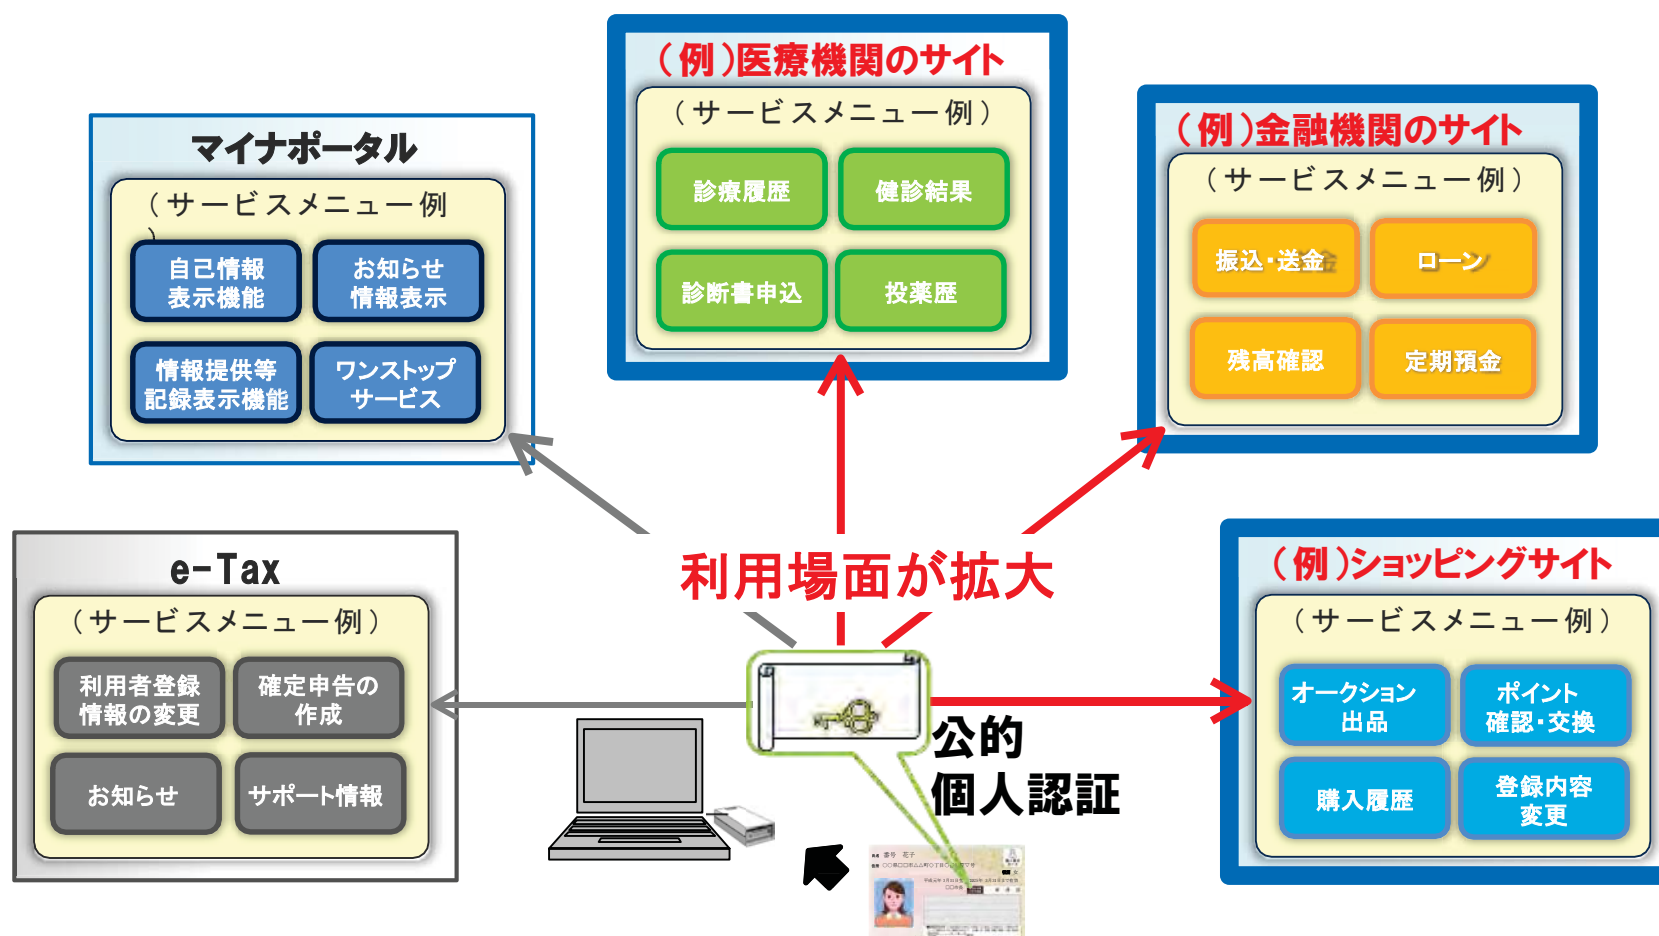 （例）医療機関のサイト
（サービスメニュー例）
診療履歴
健診結果
診断書申込
投薬歴
（例）金融機関のサイト
（サービスメニュー例）
振込・送金
ローン
残高確認
定期預金
マイナポータル
（サービスメニュー例
）
自己情報
表示機能
お知らせ
情報表示
情報提供等
記録表示機能
ワンストップ
サービス
利用場面が拡大
e-Tax
（サービスメニュー例）
利用者登録
情報の変更
確定申告の
作成
お知らせ
サポート情報
（例）ショッピングサイト
（サービスメニュー例）
オークション
出品
ポイント
確認・交換
購入履歴
登録内容
変更
公的
個人認証
番号 花子